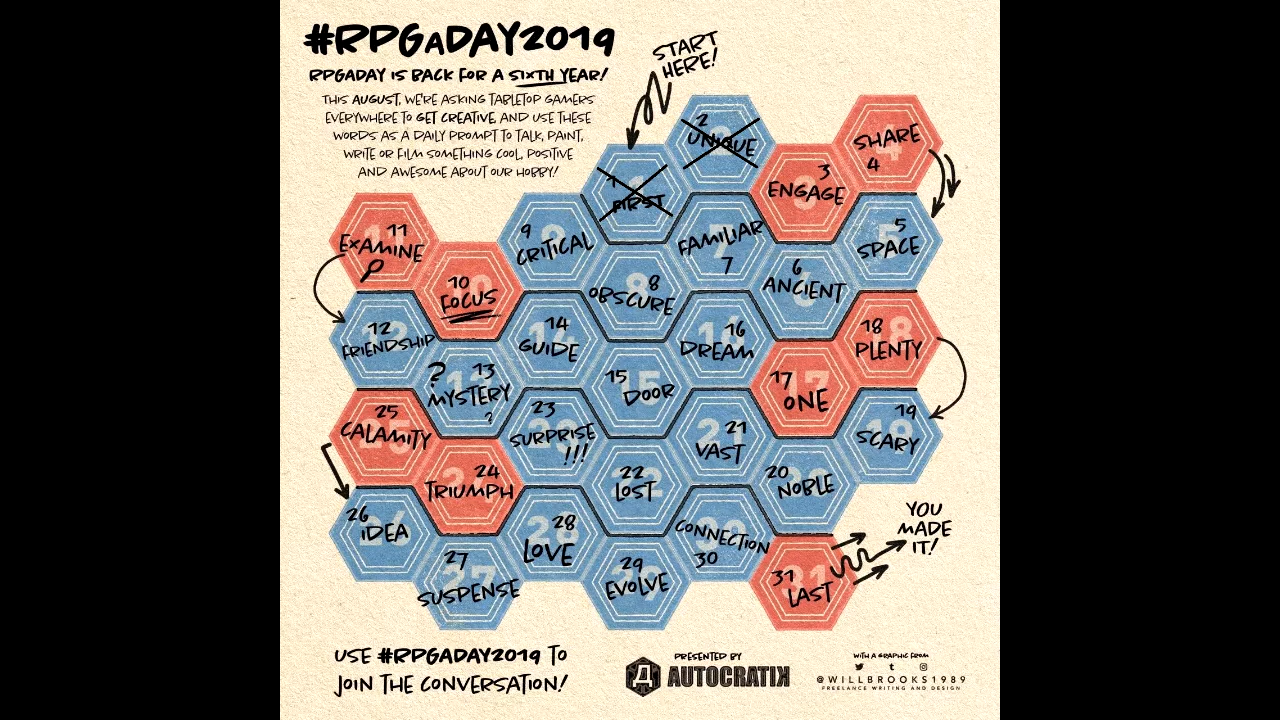 #RPGaDAY2019
RPGADAY IS BACK FOR A SIXTH YEAR!
THIS AUGUST, WE'RE ASKING TABLETOP GAMERS
EVERYWHERE TO GET CREATIVE, AND USE THESE
WORDS AS A DAILY PROMPT TO TALK, PAINT,
WRITE OR FILM SOMETHING COOL, POSITIVE
AND AWESOME ABOUT OUR HOBBY!
START
HERE!
1
FIRST
2
UNIQUE
3
ENGAGE
SHARE
4
5
SPACE
6
ANCIENT
FAMILIAR
7
8
OBSCURE
9
CRITICAL
10
FOCUS
11
EXAMINE
12
FRIENDSHIP
? 13
MYSTERY
?
14
GUIDE
15
DOOR
16
DREAM
17
ONE
18
PLENTY
19
SCARY
20
NOBLE
21
VAST
22
LOST
23
SURPRISE
!!!
24
TRIUMPH
25
CALAMITY
26
IDEA
27
SUSPENSE
28
LOVE
29
EVOLVE
CONNECTION
30
31
LAST
YOU
MADE
IT!
USE #RPGADAY2019 TO
JOIN THE CONVERSATION!
PRESENTED BY
AUTOCRATIK
WITH A GRAPHIC FROM
@WILLBROOKS1989
FREELANCE WRITING AND DESIGN